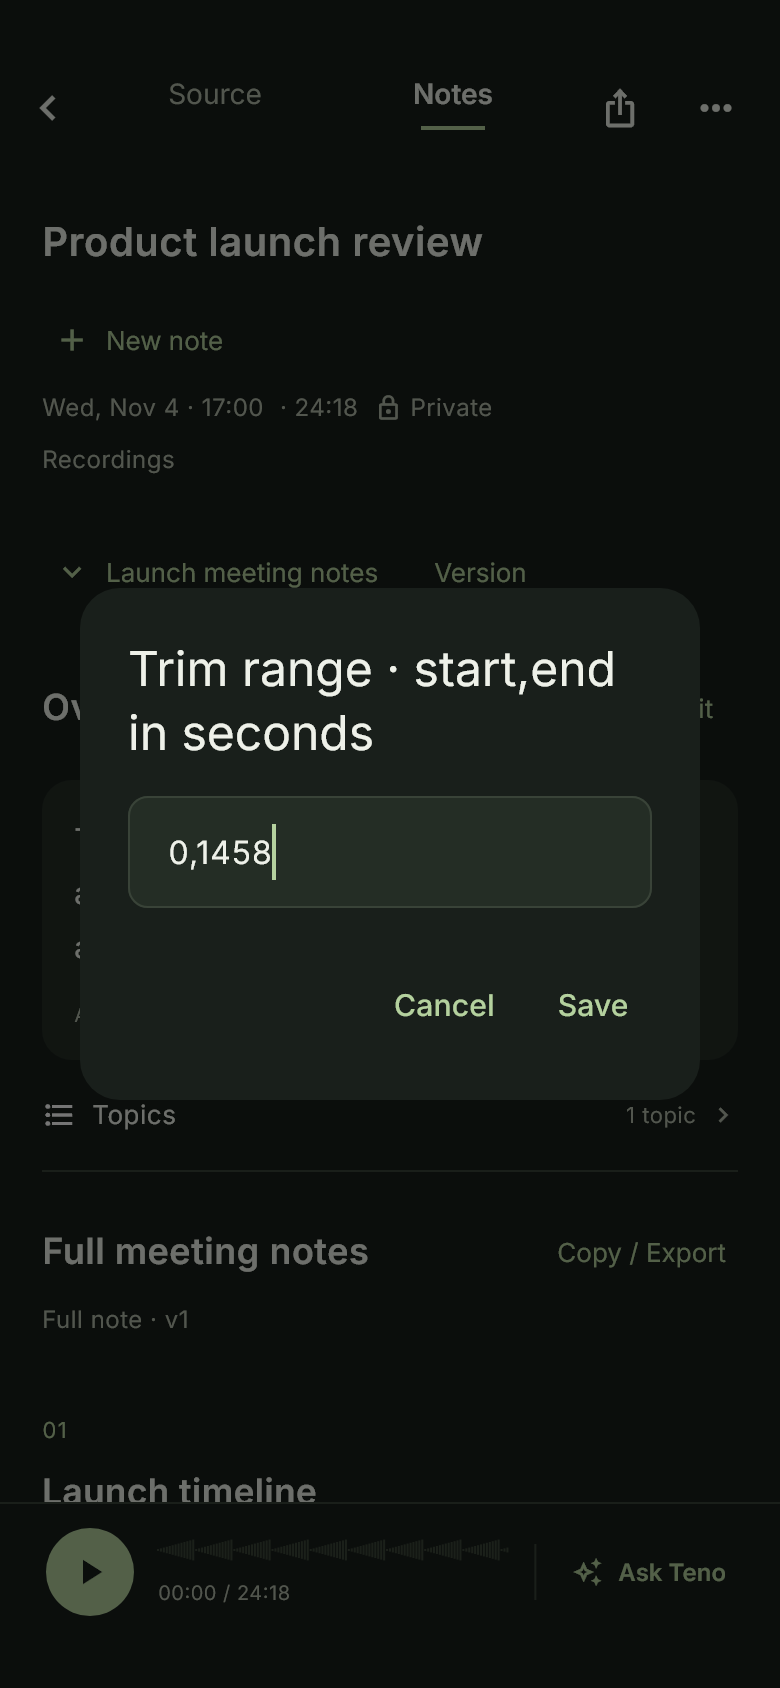 Source
Notes
Product launch review
New note
Wed, Nov 4 · 17:00 · 24:18 Private
Recordings
Launch meeting notes Version
Trim range · start,end
in seconds
0,1458
Cancel Save
Topics 1 topic
Full meeting notes Copy / Export
Full note · v1
01
Launch timeline
00:00 / 24:18
Ask Teno